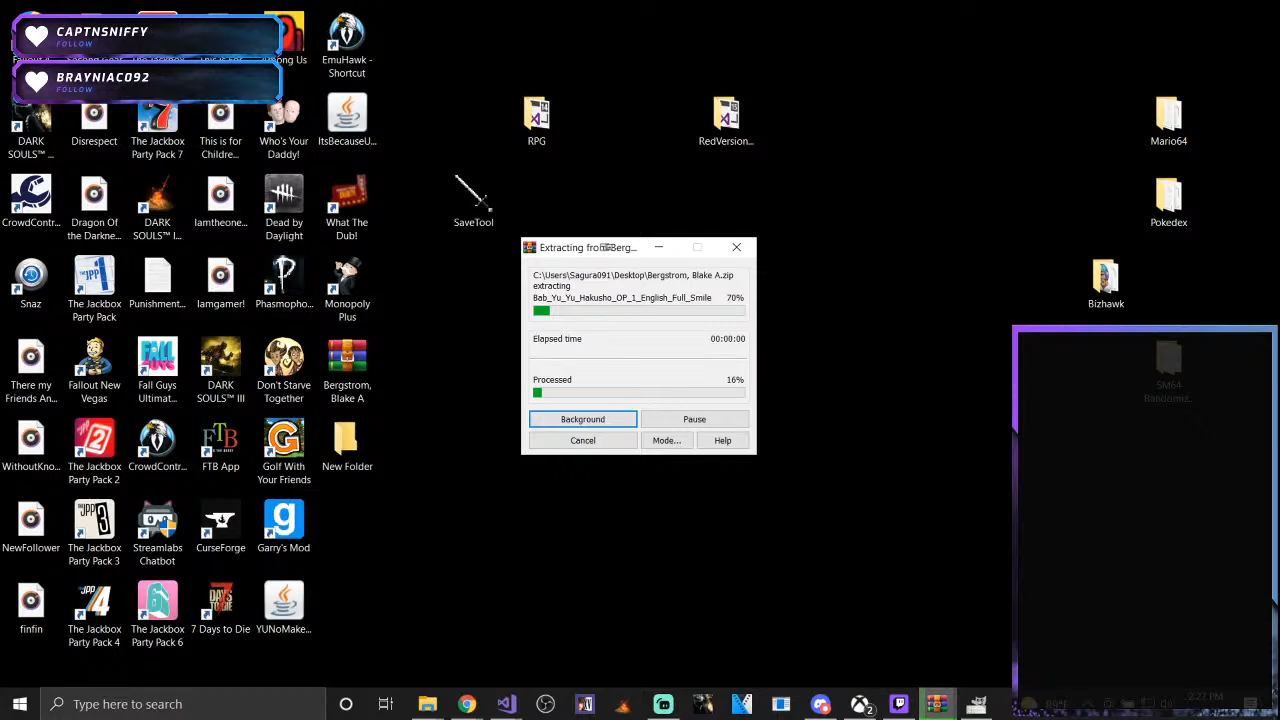 CAPTNSNIFFY
FOLLOW
BRAYNIAC092
FOLLOW
Among Us
EmuHawk -
Shortcut
DARK
SOULS™ ...
Disrespect
The Jackbox
Party Pack 7
This is for
Childre...
Who's Your
Daddy!
ItsBecauseU...
RPG
RedVersion...
Mario64
CrowdContr...
Dragon Of
the Darkne...
DARK
SOULS™ I...
Iamtheone...
Dead by
Daylight
What The
Dub!
SaveTool
Pokedex
Snaz
The Jackbox
Party Pack
Punishment...
Iamgamer!
Phasmopho...
Monopoly
Plus
Bizhawk
There my
Friends An...
Fallout New
Vegas
Fall Guys
Ultimat...
DARK
SOULS™ III
Don't Starve
Together
Bergstrom,
Blake A
SM64
Randomiz...
WithoutKno...
The Jackbox
Party Pack 2
CrowdContr...
FTB App
Golf With
Your Friends
New Folder
NewFollower
The Jackbox
Party Pack 3
Streamlabs
Chatbot
CurseForge
Garry's Mod
finfin
The Jackbox
Party Pack 4
The Jackbox
Party Pack 6
7 Days to Die
YUNoMake...
C:\Users\Sagura091\Desktop\Bergstrom, Blake A.zip
extracting
Bab_Yu_Yu_Hakusho_OP_1_English_Full_Smile 70%
Elapsed time 00:00:00
Processed 16%
Background Pause
Cancel Mode... Help
Type here to search
2:27 PM